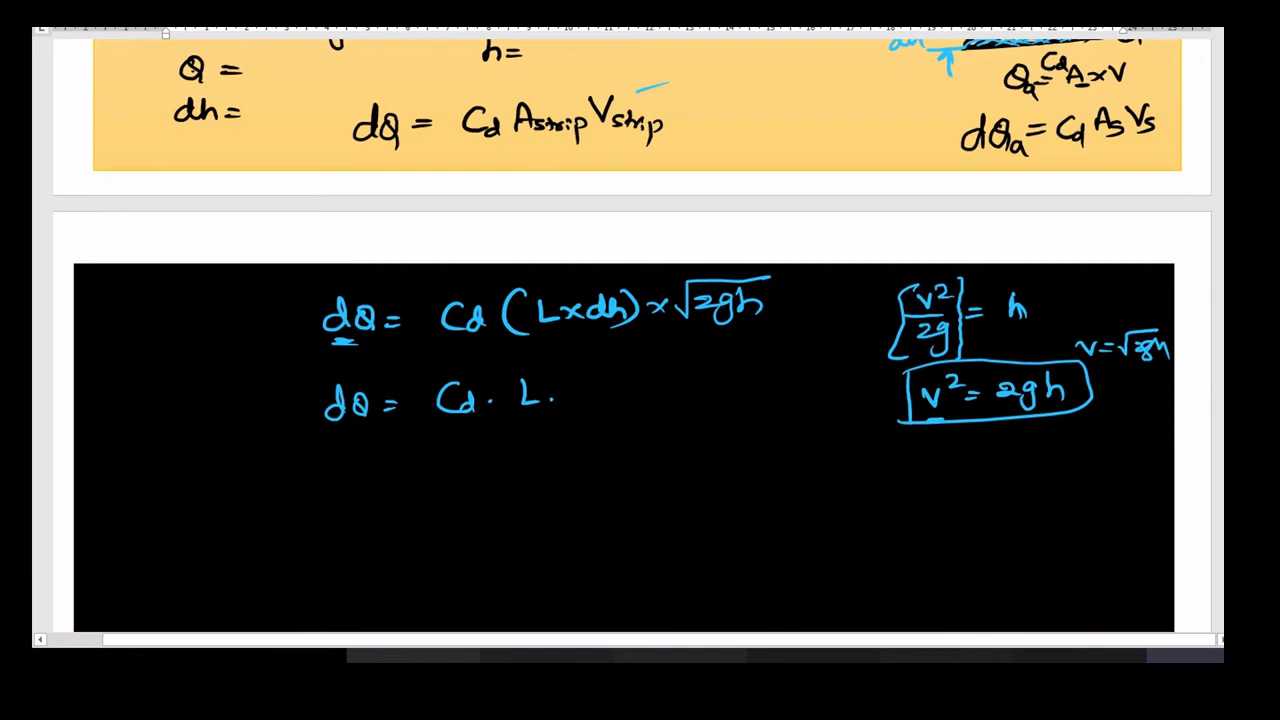 h=
Q =
Qa = Cd A x V
dh =
dQ = Cd Astrip Vstrip
dQa = Cd As Vs
dQ = Cd (L x dh) x √2gh
v²/2g = h
v = √2gh
v² = 2gh
dQ = Cd . L .